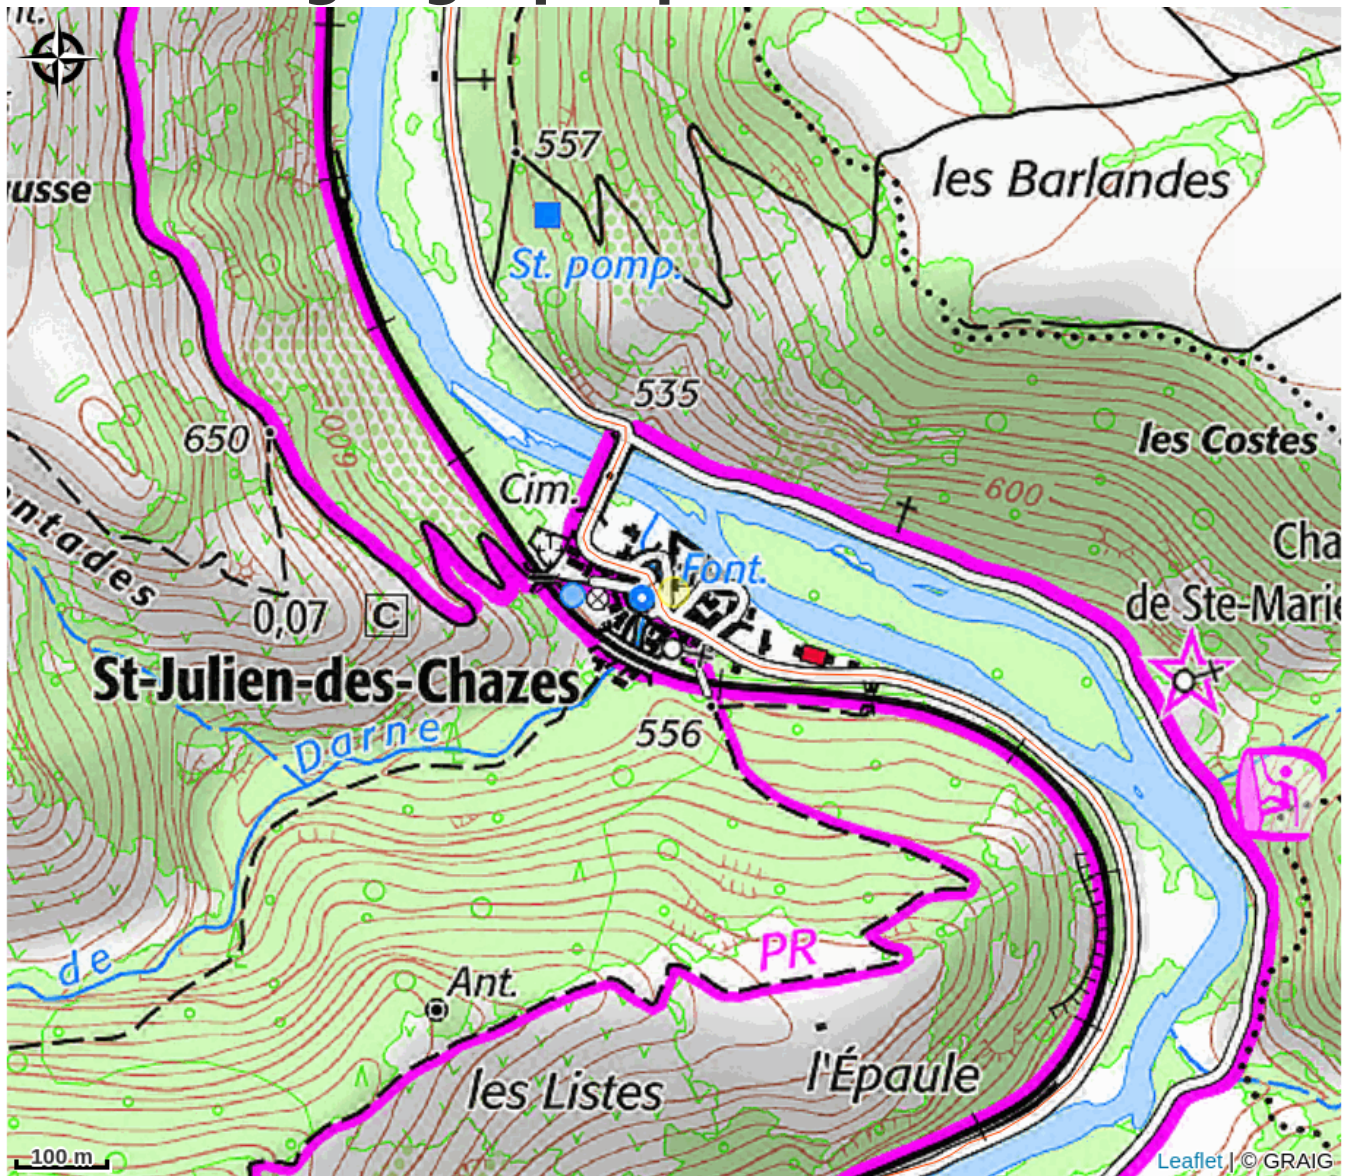 557
les Barlandes
usse
St. pomp.
535
650
600
les Costes
600
Cim.
Cha
ntades
Font.
0,07
C
de Ste-Marie
St-Julien-des-Chazes
Darne
556
PR
de
Ant.
l'Épaule
les Listes
100 m
Leaflet | © GRAIG